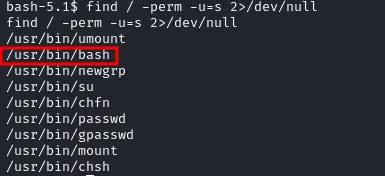 bash-5.1$ find / -perm -u=s 2>/dev/null
find / -perm -u=s 2>/dev/null
/usr/bin/umount
/usr/bin/bash
/usr/bin/newgrp
/usr/bin/su
/usr/bin/chfn
/usr/bin/passwd
/usr/bin/gpasswd
/usr/bin/mount
/usr/bin/chsh